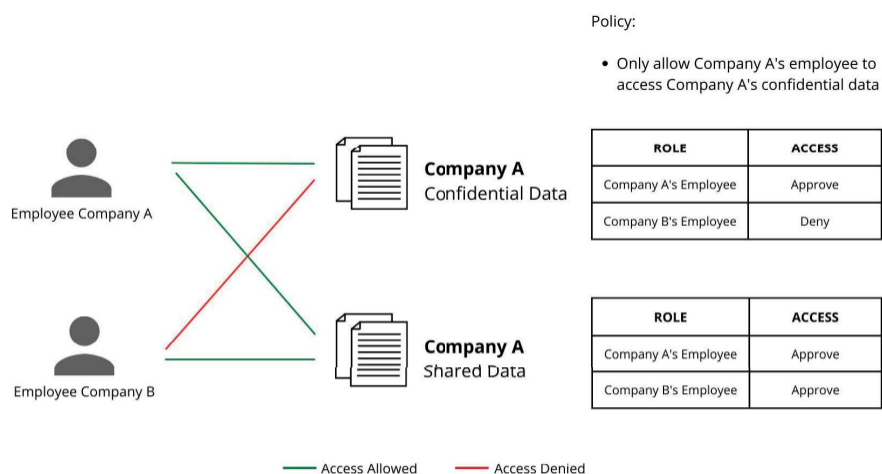 Policy:
• Only allow Company A's employee to
access Company A's confidential data
Employee Company A
Company A
Confidential Data
ROLE ACCESS
Company A's Employee Approve
Company B's Employee Deny
Employee Company B
Company A
Shared Data
ROLE ACCESS
Company A's Employee Approve
Company B's Employee Approve
Access Allowed Access Denied